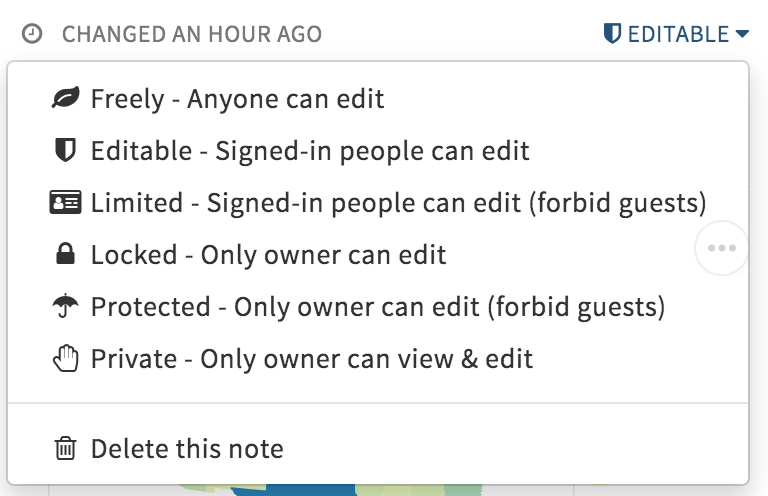 CHANGED AN HOUR AGO EDITABLE
Freely - Anyone can edit
Editable - Signed-in people can edit
Limited - Signed-in people can edit (forbid guests)
Locked - Only owner can edit
Protected - Only owner can edit (forbid guests)
Private - Only owner can view & edit
Delete this note